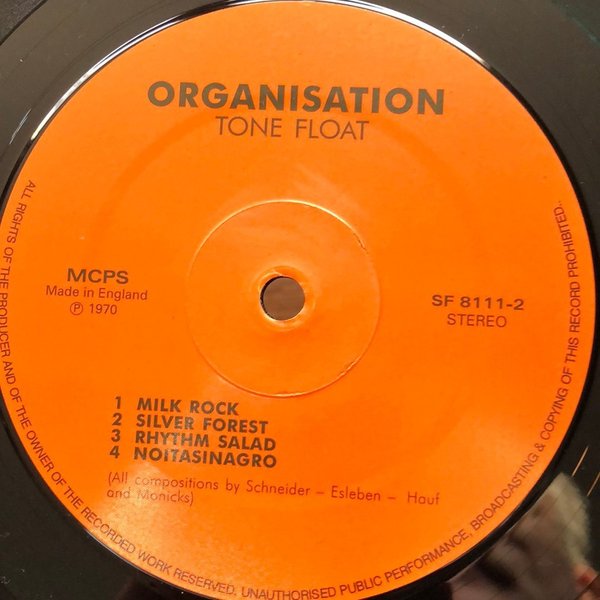 ORGANISATION
TONE FLOAT
MCPS
Made in England
℗ 1970
SF 8111-2
STEREO
1 MILK ROCK
2 SILVER FOREST
3 RHYTHM SALAD
4 NOITASINAGRO
(All compositions by Schneider – Esleben – Hauf
and Monicks)
ALL RIGHTS OF THE PRODUCER AND OF THE OWNER OF THE RECORDED WORK RESERVED. UNAUTHORISED PUBLIC PERFORMANCE, BROADCASTING & COPYING OF THIS RECORD PROHIBITED.